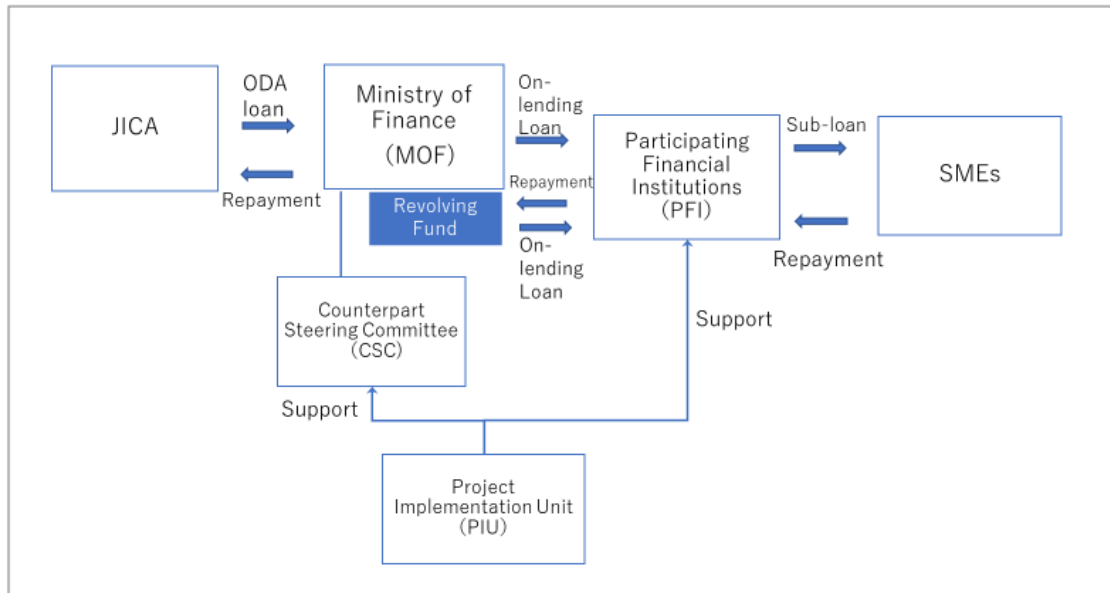 JICA
ODA
loan
Repayment
Ministry of
Finance
(MOF)
Revolving
Fund
On-
lending
Loan
Repayment
On-
lending
Loan
Participating
Financial
Institutions
(PFI)
Sub-loan
Repayment
SMEs
Counterpart
Steering Committee
(CSC)
Support
Support
Project
Implementation Unit
(PIU)